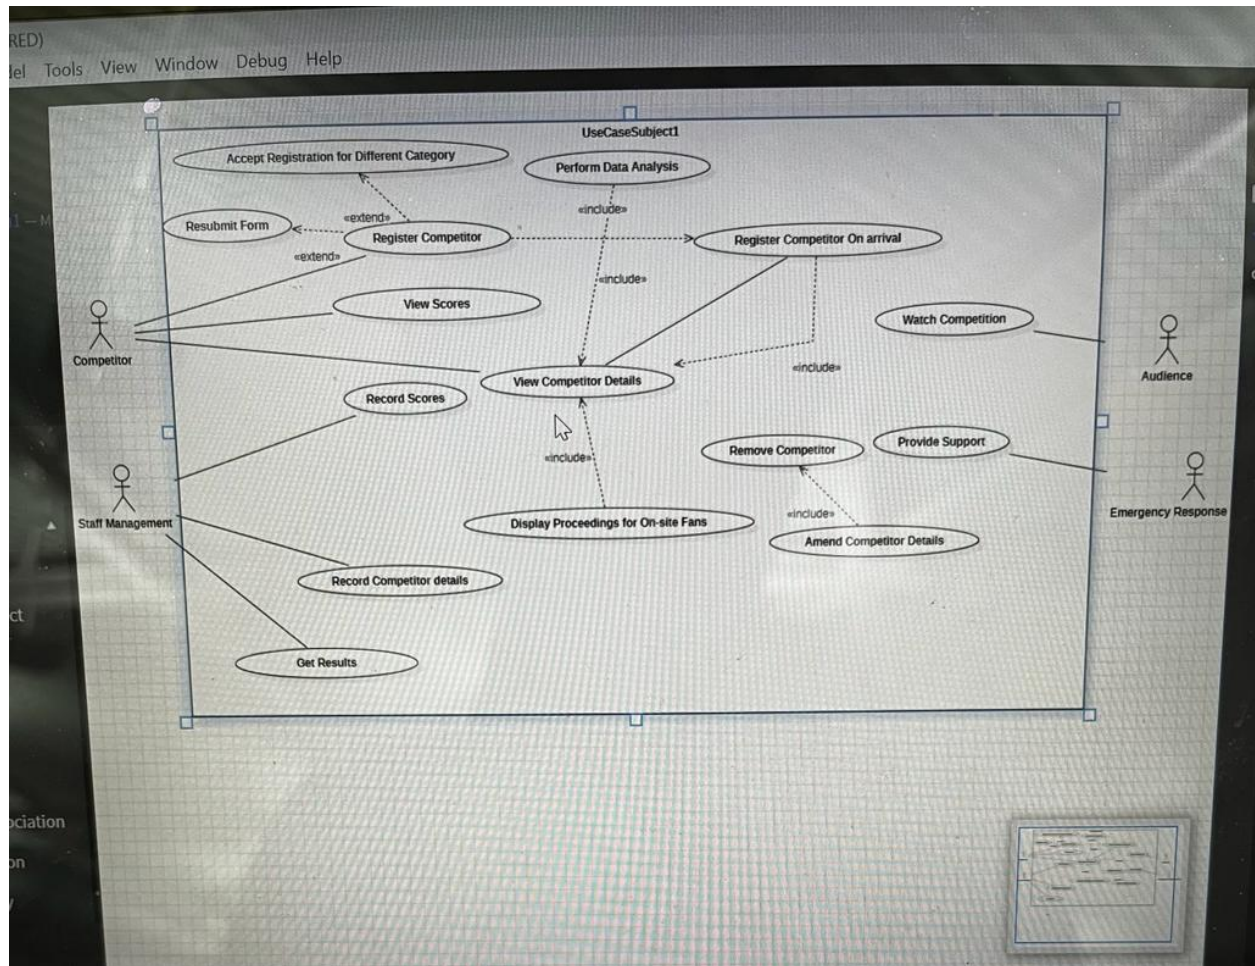 RED)
Tools View Window Debug Help
UseCaseSubject1
Accept Registration for Different Category
Perform Data Analysis
«include»
«extend»
Resubmit Form
Register Competitor
Register Competitor On arrival
«extend»
«include»
View Scores
Watch Competition
Competitor
Audience
«include»
View Competitor Details
Record Scores
Remove Competitor
Provide Support
«include»
Staff Management
Display Proceedings for On-site Fans
«include»
Emergency Response
Amend Competitor Details
Record Competitor details
Get Results